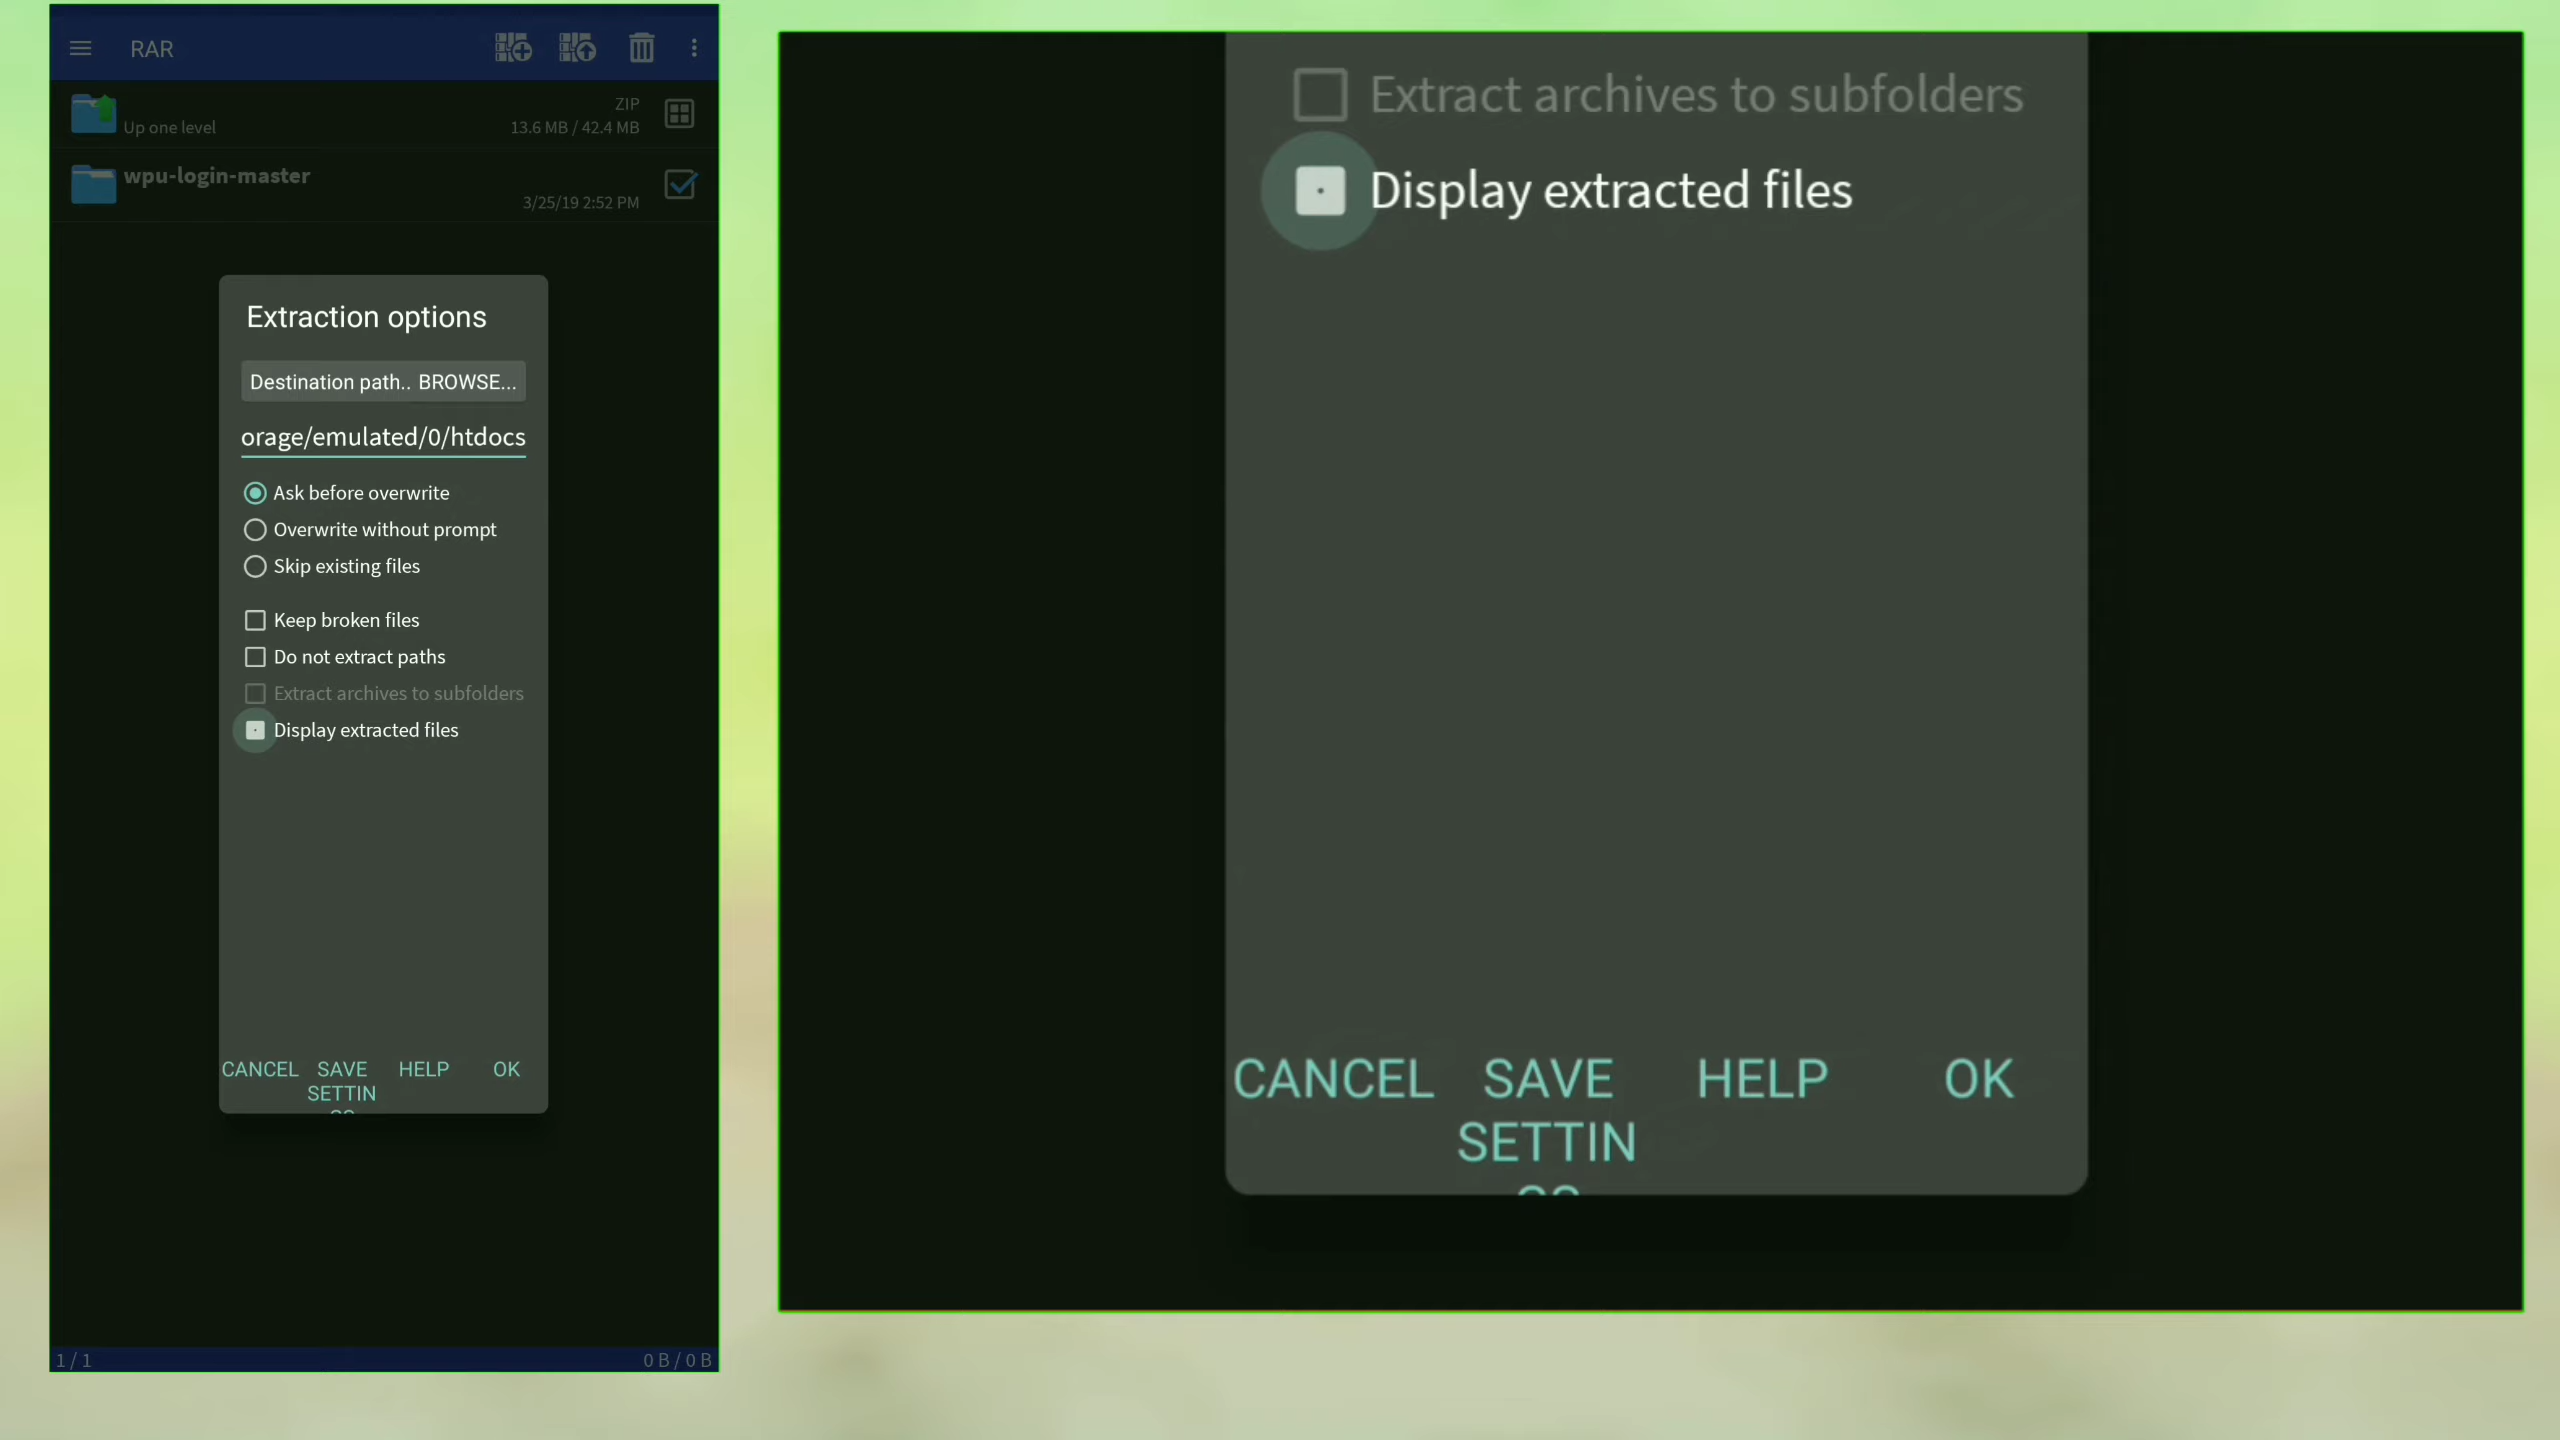 RAR
ZIP
Up one level
13.6 MB / 42.4 MB
wpu-login-master
3/25/19 2:52 PM
Extraction options
Destination path.. BROWSE...
orage/emulated/0/htdocs
Ask before overwrite
Overwrite without prompt
Skip existing files
Keep broken files
Do not extract paths
Extract archives to subfolders
Display extracted files
CANCEL SAVE HELP OK
SETTIN
1 / 1
0 B / 0 B
Extract archives to subfolders
Display extracted files
CANCEL SAVE HELP OK
SETTIN